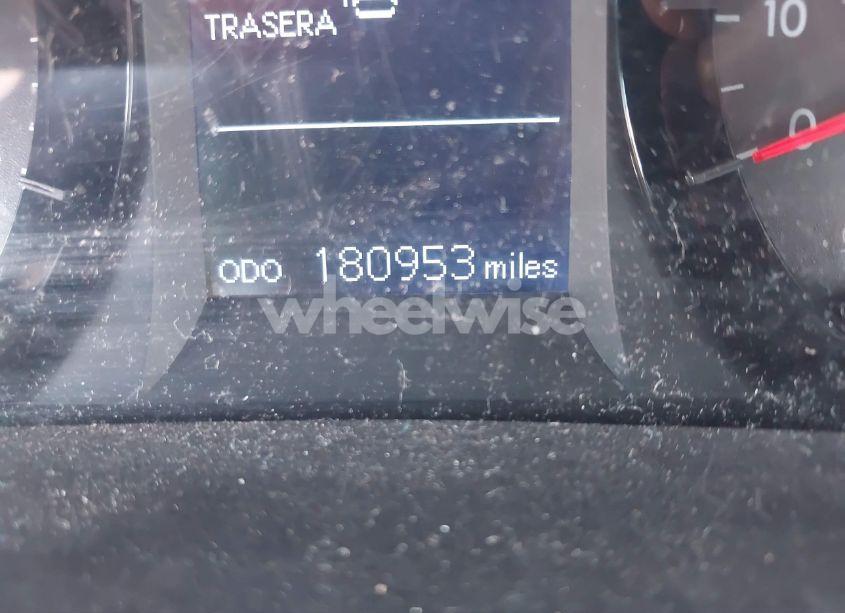 TRASERA
10
0
ODO 180953 miles
wheelwise